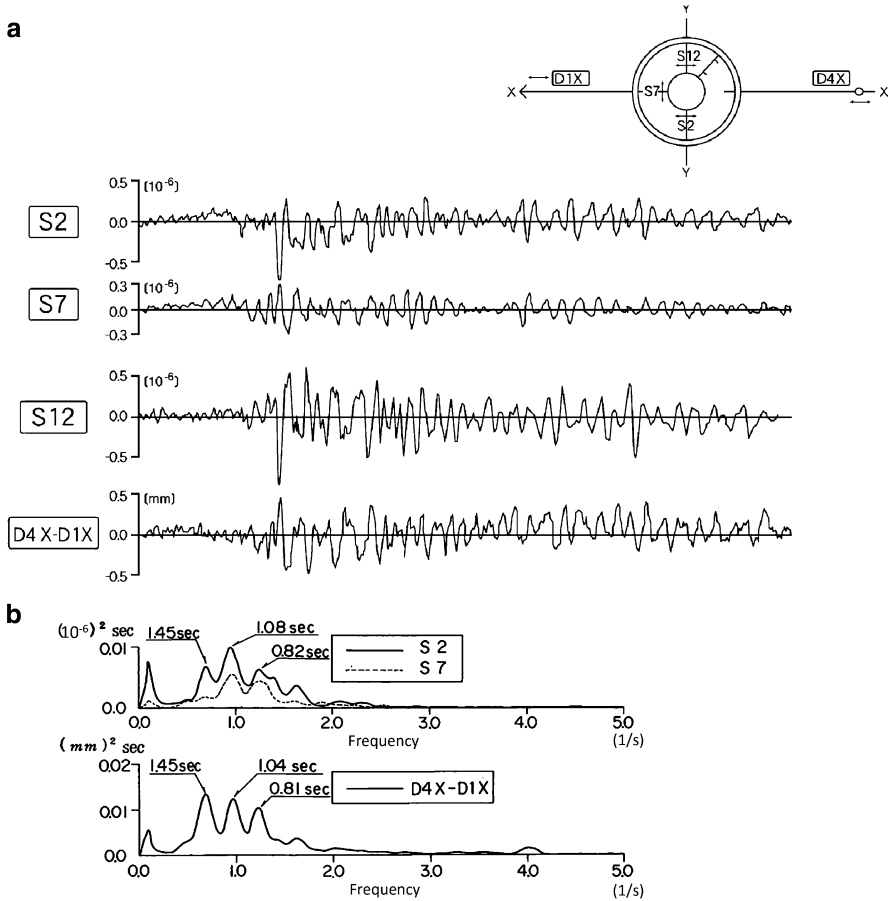 a
Y
S12
D1X
D4X
X
S7
X
S2
Y
0.5
(10⁻⁶)
S2
0.0
-0.5
0.3
(10⁻⁶)
S7
0.0
-0.3
0.5
(10⁻⁶)
S12
0.0
-0.5
0.5
(mm)
D4X-D1X
0.0
-0.5
b
(10⁻⁶)² sec
1.45sec
1.08 sec
0.82sec
S 2
S 7
0.01
0.0
0.0 1.0 2.0 3.0 4.0 5.0
Frequency (1/s)
(mm)² sec
0.02
1.45sec
1.04 sec
0.81 sec
D4X-D1X
0.01
0.0
0.0 1.0 2.0 3.0 4.0 5.0
Frequency (1/s)